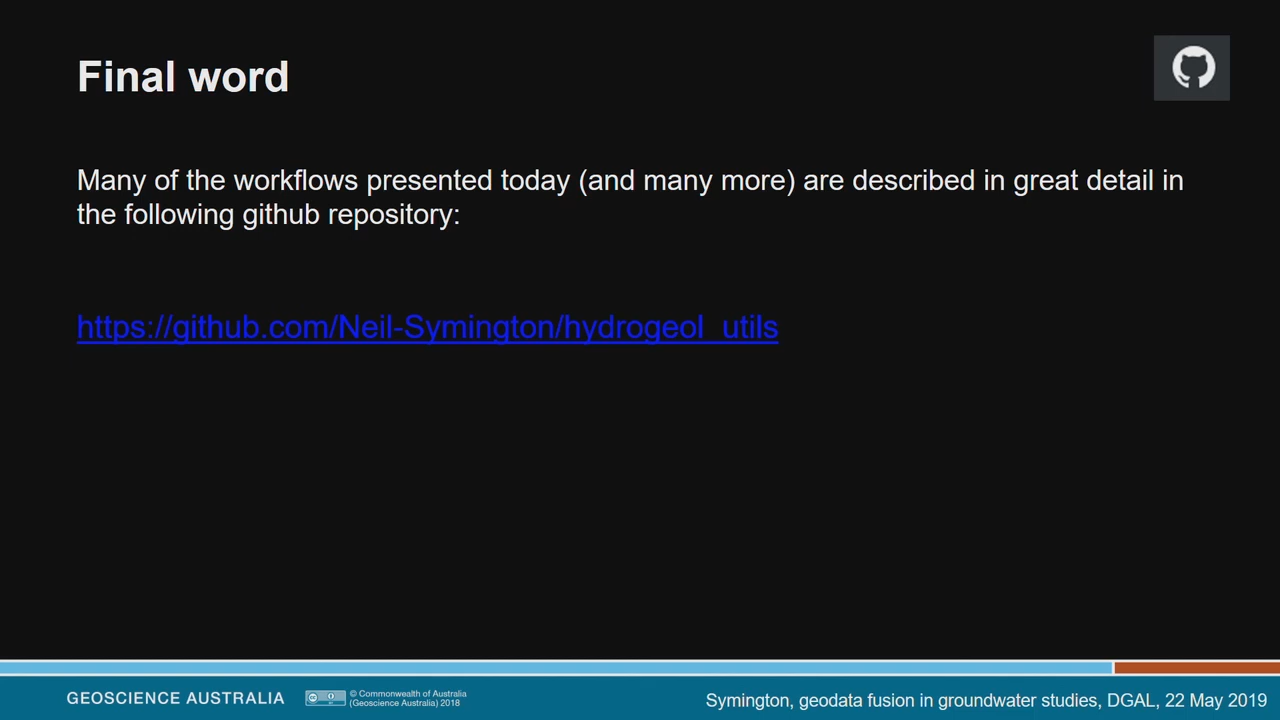 Final word
Many of the workflows presented today (and many more) are described in great detail in
the following github repository:
https://github.com/Neil-Symington/hydrogeol_utils
GEOSCIENCE AUSTRALIA
© Commonwealth of Australia
(Geoscience Australia) 2018
Symington, geodata fusion in groundwater studies, DGAL, 22 May 2019